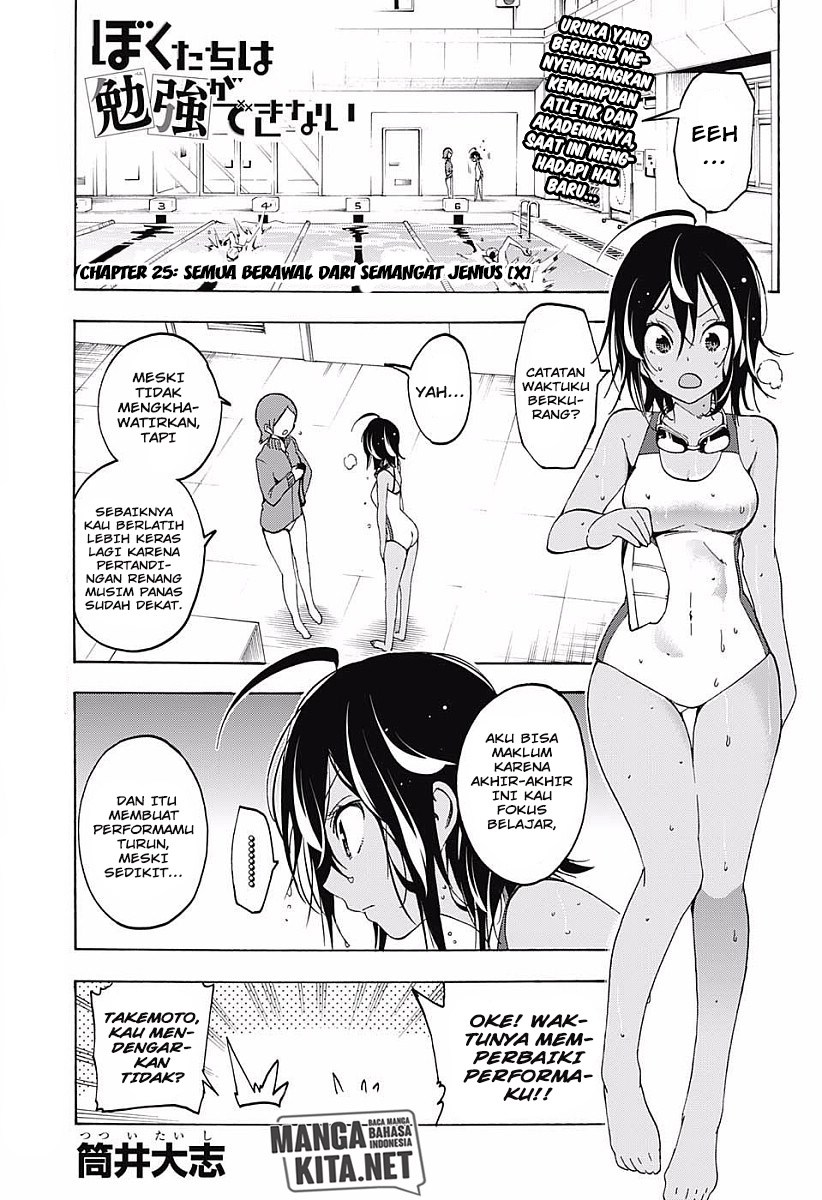 ぼくたちは
勉強が
できない
URUKA YANG
BERHASIL ME-
NYEIMBANGKAN
KEMAMPUAN
ATLETIK DAN
AKADEMIKNYA,
SAAT INI MENG-
HADAPI HAL
BARU...
EEH
...
3
4
5
6
[CHAPTER 25: SEMUA BERAWAL DARI SEMANGAT JENIUS [X]
CATATAN
WAKTUKU
BERKU-
RANG?
YAH...
MESKI
TIDAK
MENGKHA-
WATIRKAN,
TAPI
SEBAIKNYA
KAU BERLATIH
LEBIH KERAS
LAGI KARENA
PERTANDI-
INGAN RENANG
MUSIM PANAS
SUDAH DEKAT.
AKU BISA
MAKLUM
KARENA
AKHIR-AKHIR
INI KAU
FOKUS
BELAJAR,
DAN ITU
MEMBUAT
PERFORMAMU
TURUN,
MESKI
SEDIKIT...
OKE! WAK-
TUNYA MEM-
PERBAIKI
PERFORMA-
KU!!
TAKEMOTO,
KAU MEN-
DENGAR-
KAN
TIDAK?
つついたいし
筒井大志
MANGA
KITA.NET
BACA MANGA
BAHASA
INDONESIA